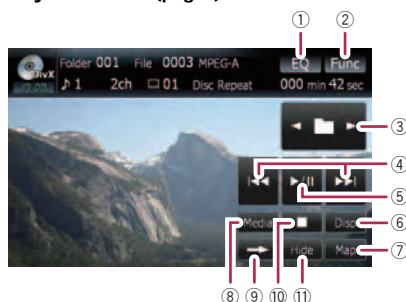 ① ②
Folder 001 File 0003 MPEG-A EQ Func
DivX ♪ 1 2ch 01 Disc Repeat 000 min 42 sec
③
④
⑤
Media Disp ⑥
Hide Map ⑦
⑧ ⑨ ⑩ ⑪